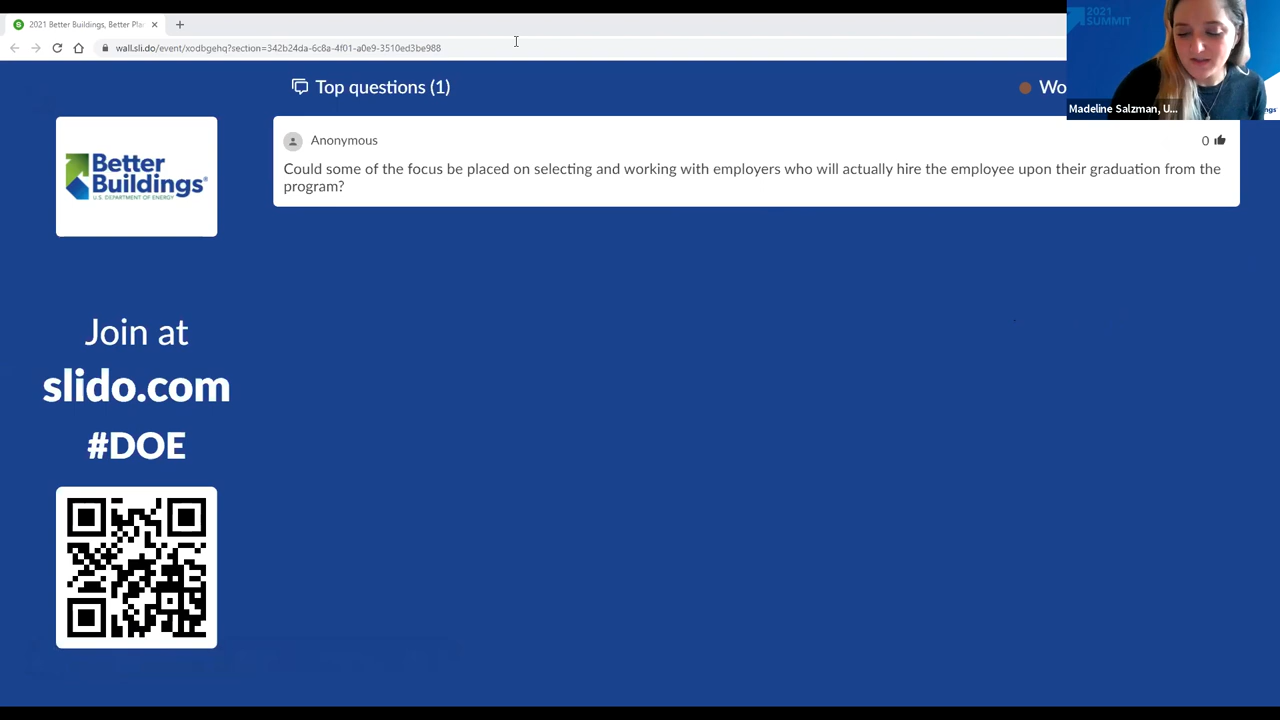 2021 Better Buildings, Better Pla
wall.sli.do/event/xodbgehq?section=342b24da-6c8a-4f01-a0e9-3510ed3be988
2021
SUMMIT
Madeline Salzman, U...
Top questions (1)
Wo
Better
Buildings®
U.S. DEPARTMENT OF ENERGY
Anonymous
0
Could some of the focus be placed on selecting and working with employers who will actually hire the employee upon their graduation from the
program?
Join at
slido.com
#DOE